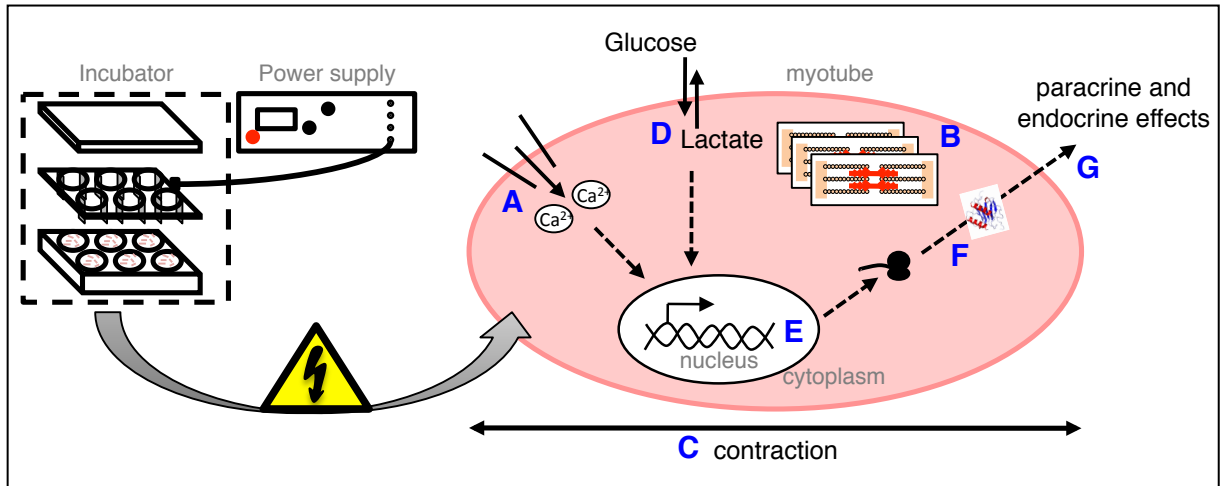 Incubator
Power supply
Glucose
myotube
paracrine and
endocrine effects
D Lactate
B
A
Ca²⁺
Ca²⁺
G
F
E
nucleus
cytoplasm
C contraction